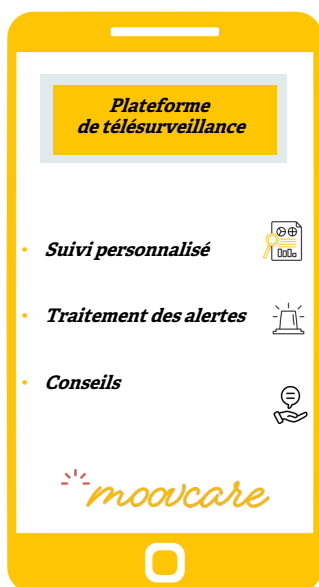 Plateforme
de télésurveillance
Suivi personnalisé
Traitement des alertes
Conseils
moovcare